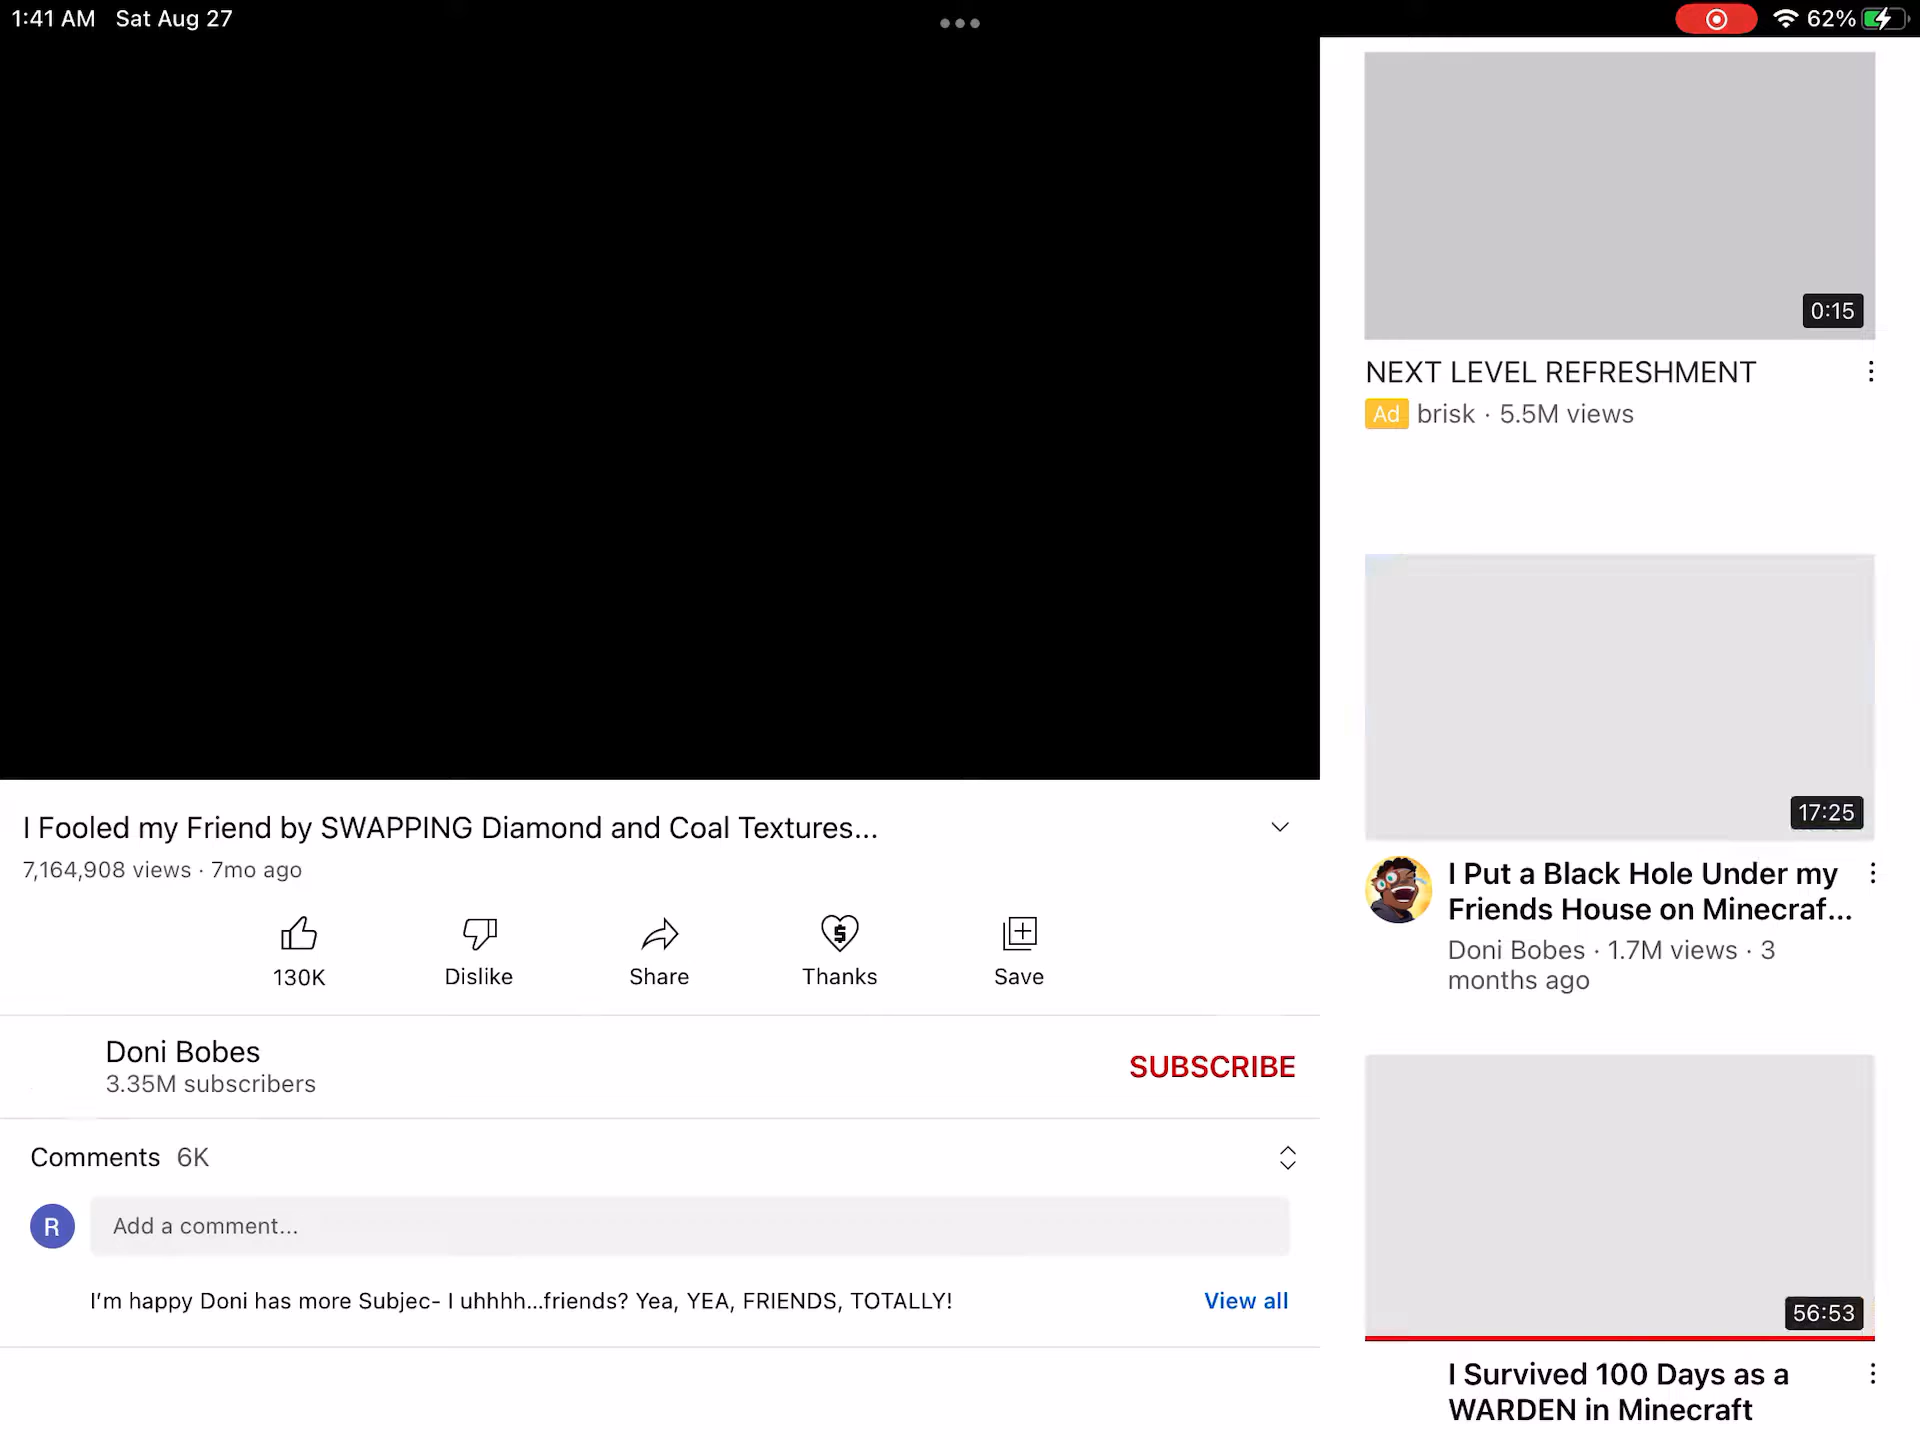 1:41 AM Sat Aug 27
62%
0:15
NEXT LEVEL REFRESHMENT
Ad brisk · 5.5M views
17:25
I Put a Black Hole Under my
Friends House on Minecraf...
Doni Bobes · 1.7M views · 3
months ago
56:53
I Survived 100 Days as a
WARDEN in Minecraft
I Fooled my Friend by SWAPPING Diamond and Coal Textures...
7,164,908 views · 7mo ago
130K
Dislike
Share
Thanks
Save
Doni Bobes
3.35M subscribers
SUBSCRIBE
Comments 6K
R
Add a comment...
I'm happy Doni has more Subjec- I uhhhh...friends? Yea, YEA, FRIENDS, TOTALLY!
View all